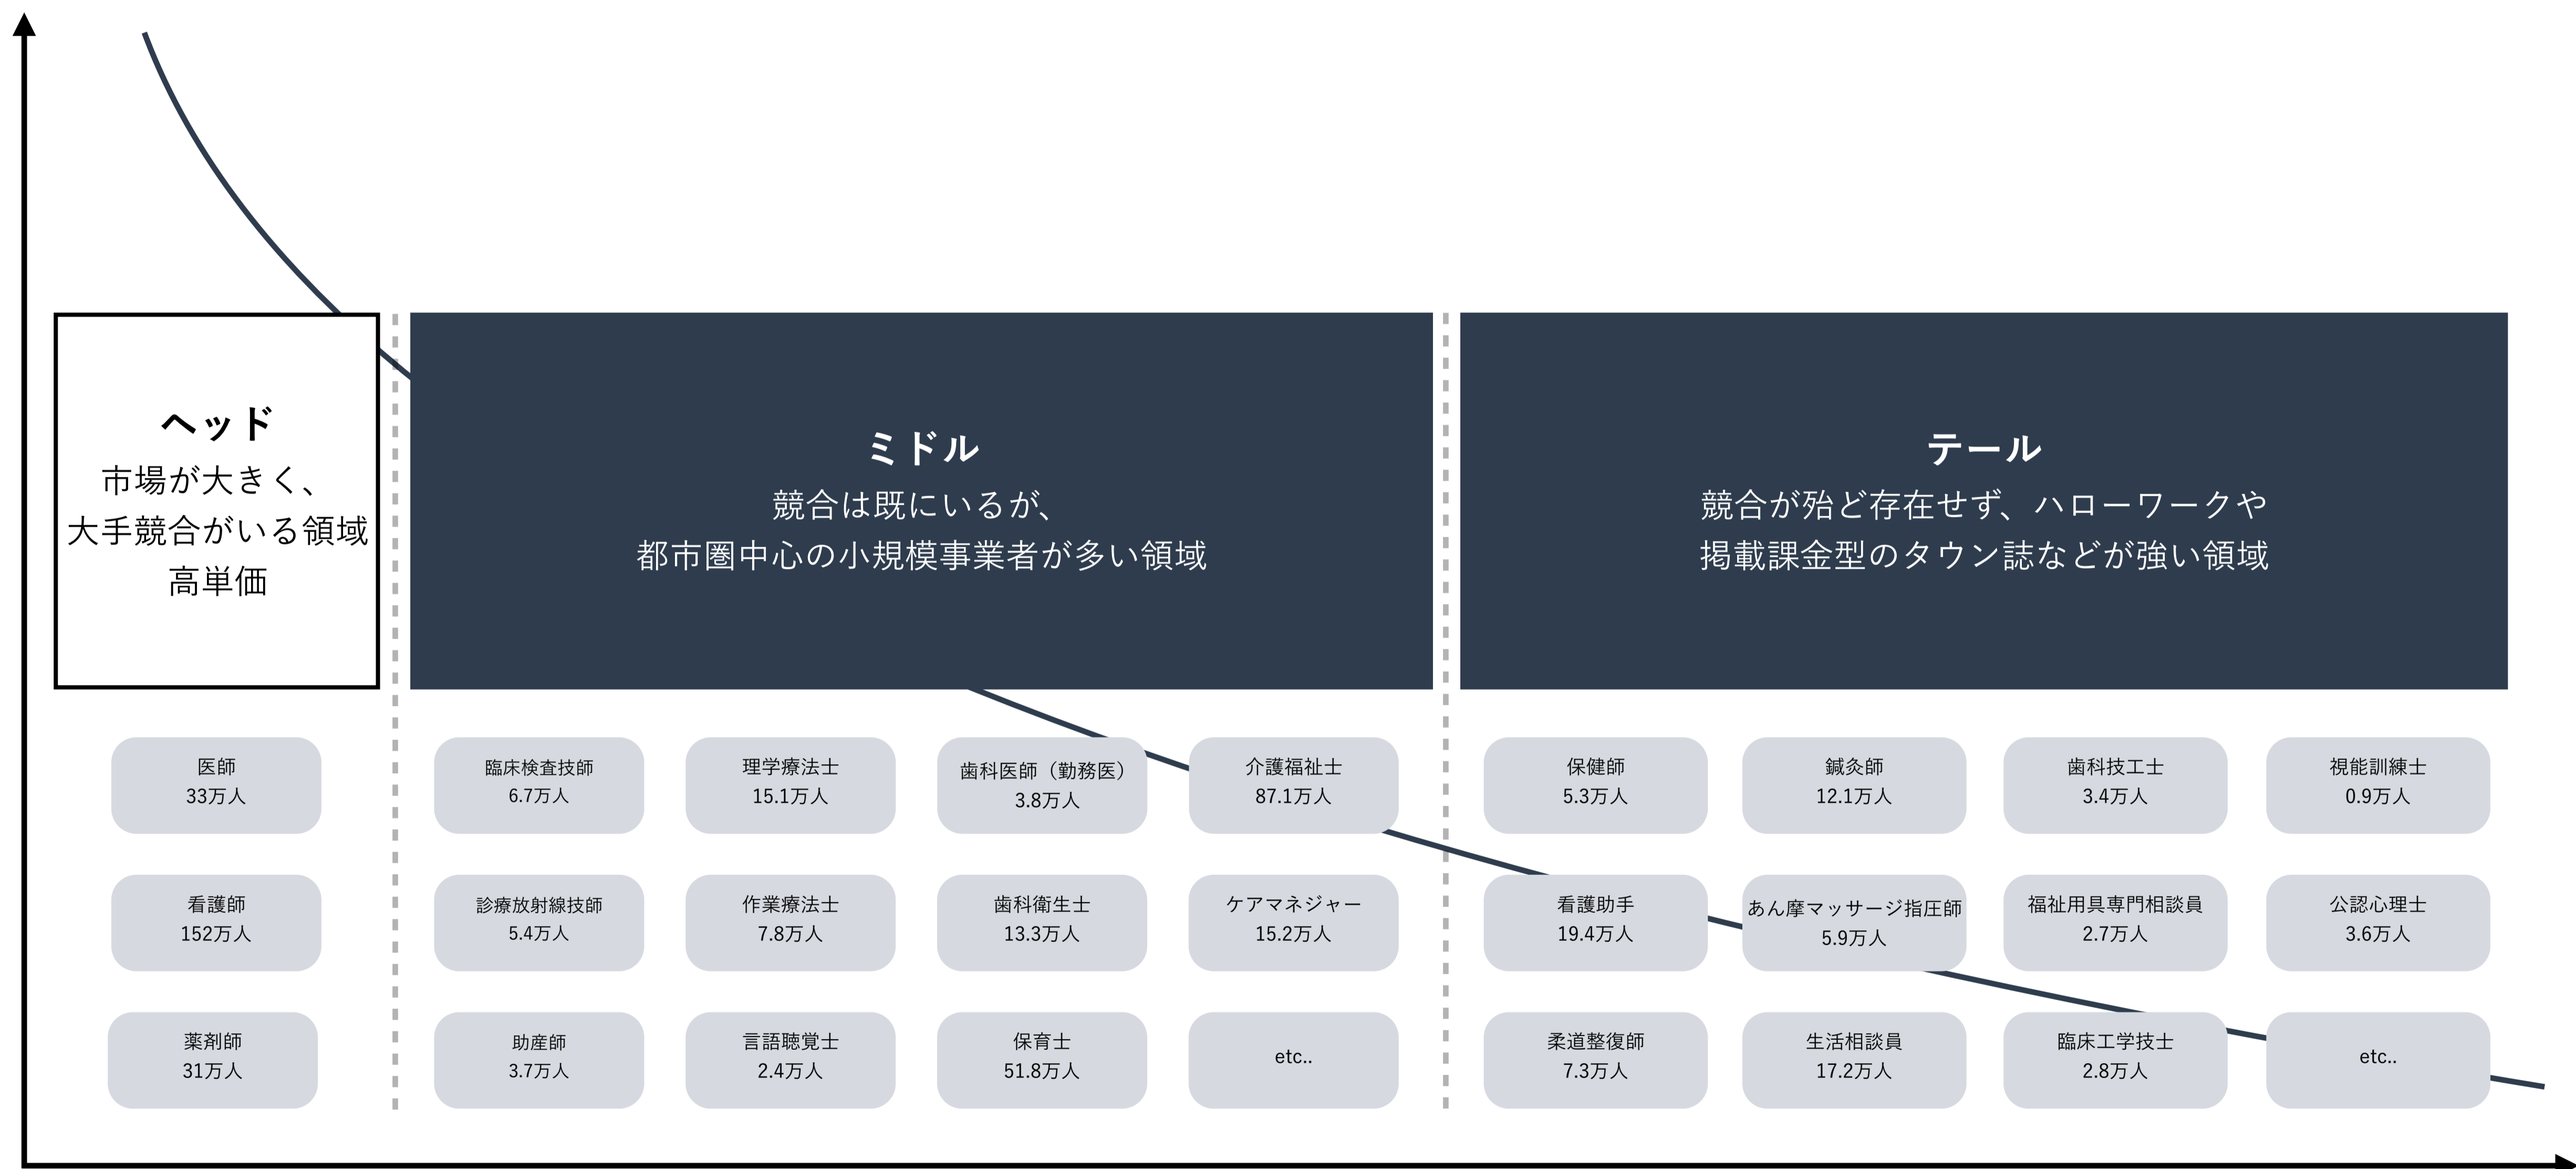 ヘッド
市場が大きく、
大手競合がいる領域
高単価
ミドル
競合は既にいるが、
都市圏中心の小規模事業者が多い領域
テール
競合が殆ど存在せず、ハローワークや
掲載課金型のタウン誌などが強い領域
医師
33万人
看護師
152万人
薬剤師
31万人
臨床検査技師
6.7万人
理学療法士
15.1万人
歯科医師（勤務医）
3.8万人
介護福祉士
87.1万人
診療放射線技師
5.4万人
作業療法士
7.8万人
歯科衛生士
13.3万人
ケアマネジャー
15.2万人
助産師
3.7万人
言語聴覚士
2.4万人
保育士
51.8万人
etc..
保健師
5.3万人
鍼灸師
12.1万人
歯科技工士
3.4万人
視能訓練士
0.9万人
看護助手
19.4万人
あん摩マッサージ指圧師
5.9万人
福祉用具専門相談員
2.7万人
公認心理士
3.6万人
柔道整復師
7.3万人
生活相談員
17.2万人
臨床工学技士
2.8万人
etc..